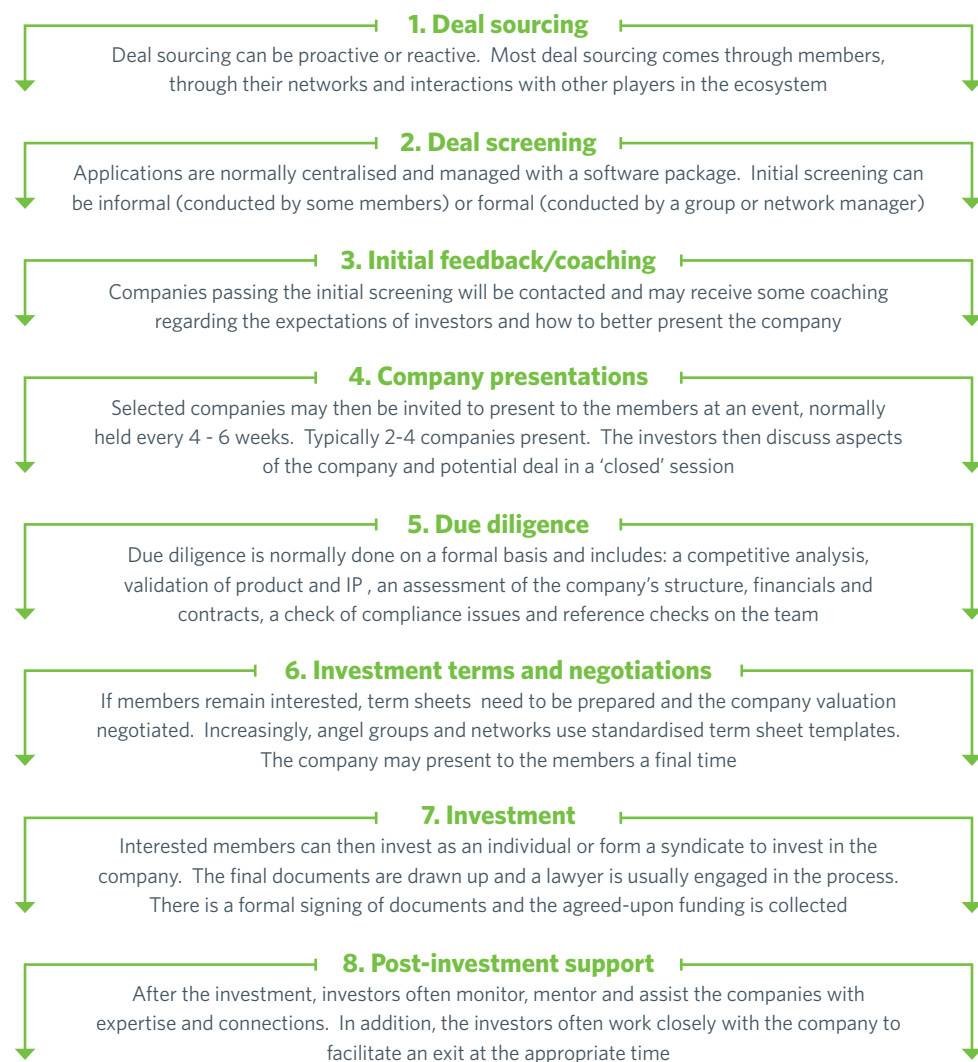 1. Deal sourcing
Deal sourcing can be proactive or reactive. Most deal sourcing comes through members,
through their networks and interactions with other players in the ecosystem
2. Deal screening
Applications are normally centralised and managed with a software package. Initial screening can
be informal (conducted by some members) or formal (conducted by a group or network manager)
3. Initial feedback/coaching
Companies passing the initial screening will be contacted and may receive some coaching
regarding the expectations of investors and how to better present the company
4. Company presentations
Selected companies may then be invited to present to the members at an event, normally
held every 4 - 6 weeks. Typically 2-4 companies present. The investors then discuss aspects
of the company and potential deal in a ‘closed’ session
5. Due diligence
Due diligence is normally done on a formal basis and includes: a competitive analysis,
validation of product and IP , an assessment of the company’s structure, financials and
contracts, a check of compliance issues and reference checks on the team
6. Investment terms and negotiations
If members remain interested, term sheets need to be prepared and the company valuation
negotiated. Increasingly, angel groups and networks use standardised term sheet templates.
The company may present to the members a final time
7. Investment
Interested members can then invest as an individual or form a syndicate to invest in the
company. The final documents are drawn up and a lawyer is usually engaged in the process.
There is a formal signing of documents and the agreed-upon funding is collected
8. Post-investment support
After the investment, investors often monitor, mentor and assist the companies with
expertise and connections. In addition, the investors often work closely with the company to
facilitate an exit at the appropriate time